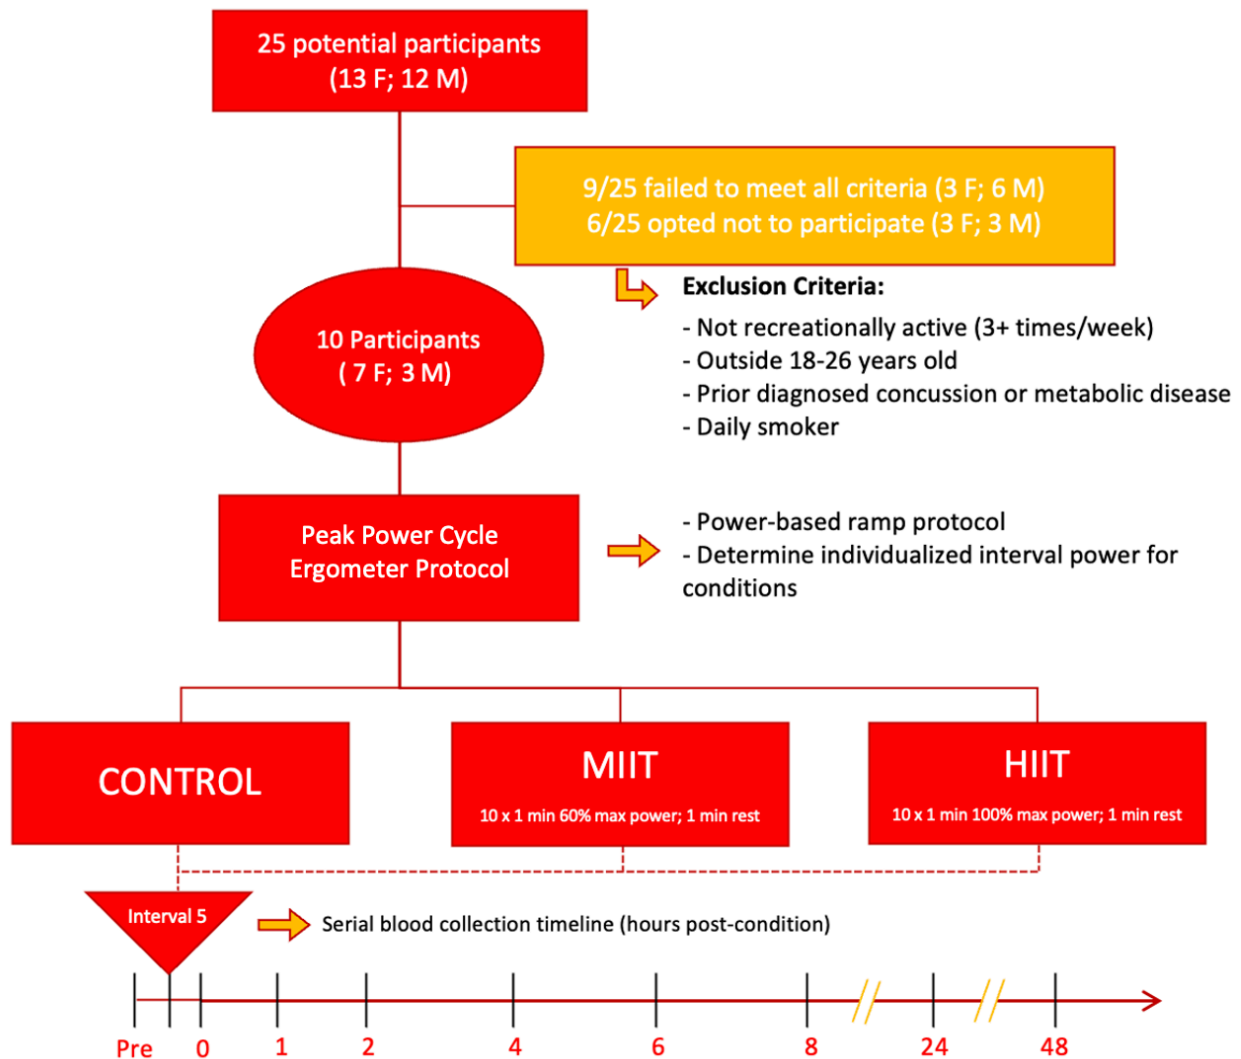 25 potential participants
(13 F; 12 M)
9/25 failed to meet all criteria (3 F; 6 M)
6/25 opted not to participate (3 F; 3 M)
Exclusion Criteria:
- Not recreationally active (3+ times/week)
- Outside 18-26 years old
- Prior diagnosed concussion or metabolic disease
- Daily smoker
10 Participants
( 7 F; 3 M)
Peak Power Cycle
Ergometer Protocol
- Power-based ramp protocol
- Determine individualized interval power for
conditions
CONTROL
MIIT
10 x 1 min 60% max power; 1 min rest
HIIT
10 x 1 min 100% max power; 1 min rest
Interval 5
Serial blood collection timeline (hours post-condition)
Pre 0 1 2 4 6 8 24 48